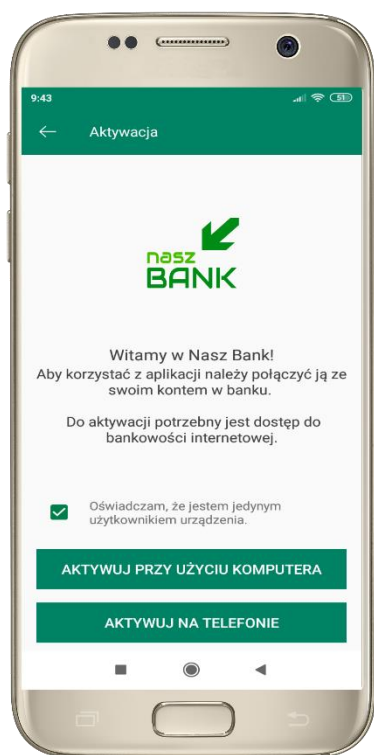 9:43
51
Aktywacja
nasz
BANK
Witamy w Nasz Bank!
Aby korzystać z aplikacji należy połączyć ją ze
swoim kontem w banku.
Do aktywacji potrzebny jest dostęp do
bankowości internetowej.
Oświadczam, że jestem jedynym
użytkownikiem urządzenia.
AKTYWUJ PRZY UŻYCIU KOMPUTERA
AKTYWUJ NA TELEFONIE